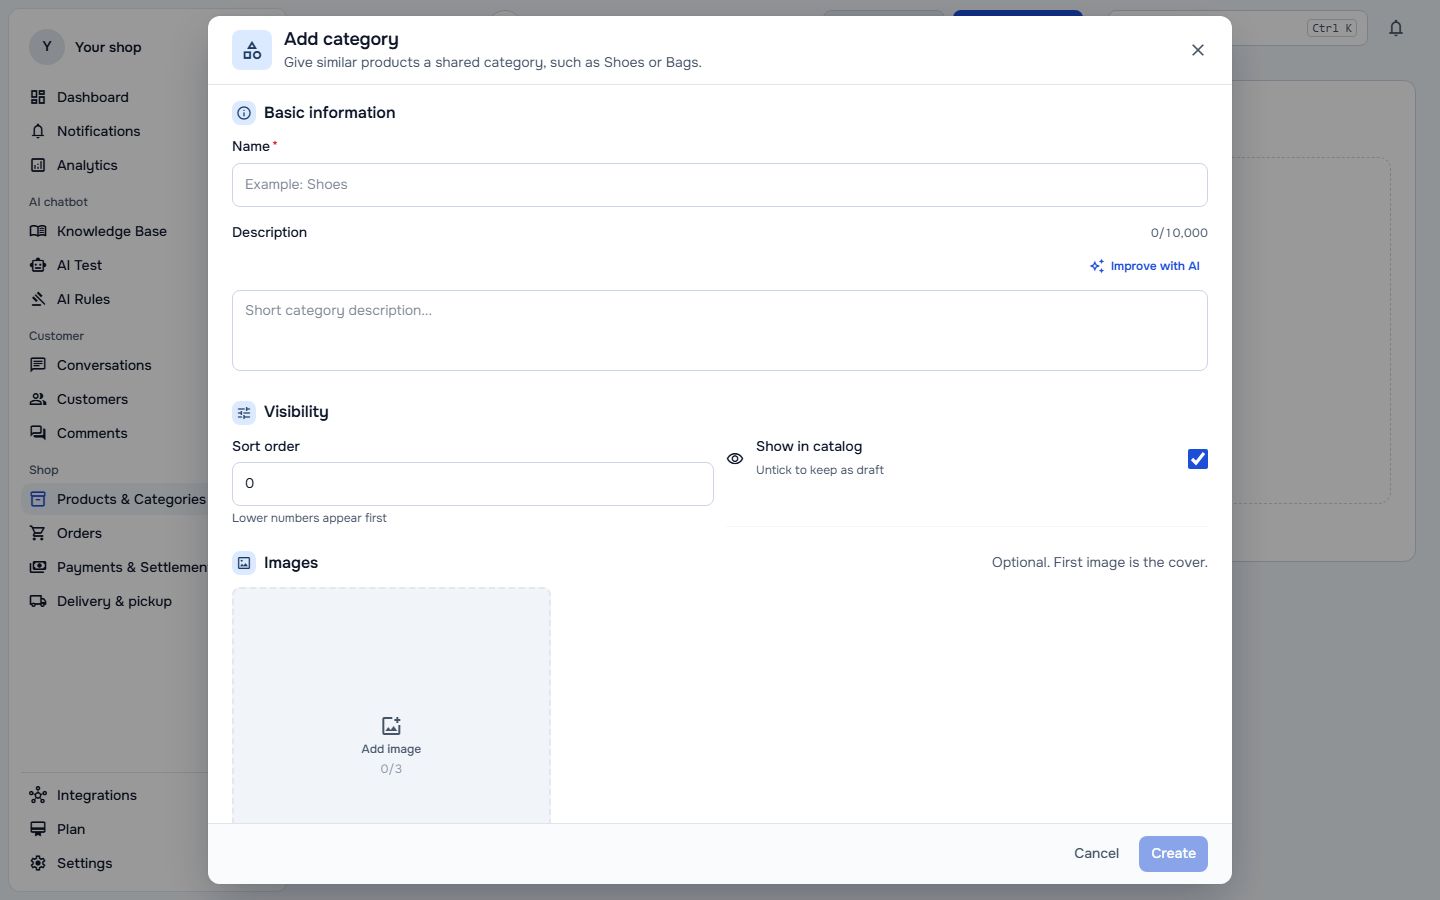 Y
Your shop
Dashboard
Notifications
Analytics
AI chatbot
Knowledge Base
AI Test
AI Rules
Customer
Conversations
Customers
Comments
Shop
Products & Categories
Orders
Payments & Settlemen
Delivery & pickup
Integrations
Plan
Settings
Ctrl K
Add category
Give similar products a shared category, such as Shoes or Bags.
Basic information
Name*
Example: Shoes
Description 0/10,000
Improve with AI
Short category description...
Visibility
Sort order
0
Lower numbers appear first
Show in catalog
Untick to keep as draft
Images Optional. First image is the cover.
Add image
0/3
Cancel Create